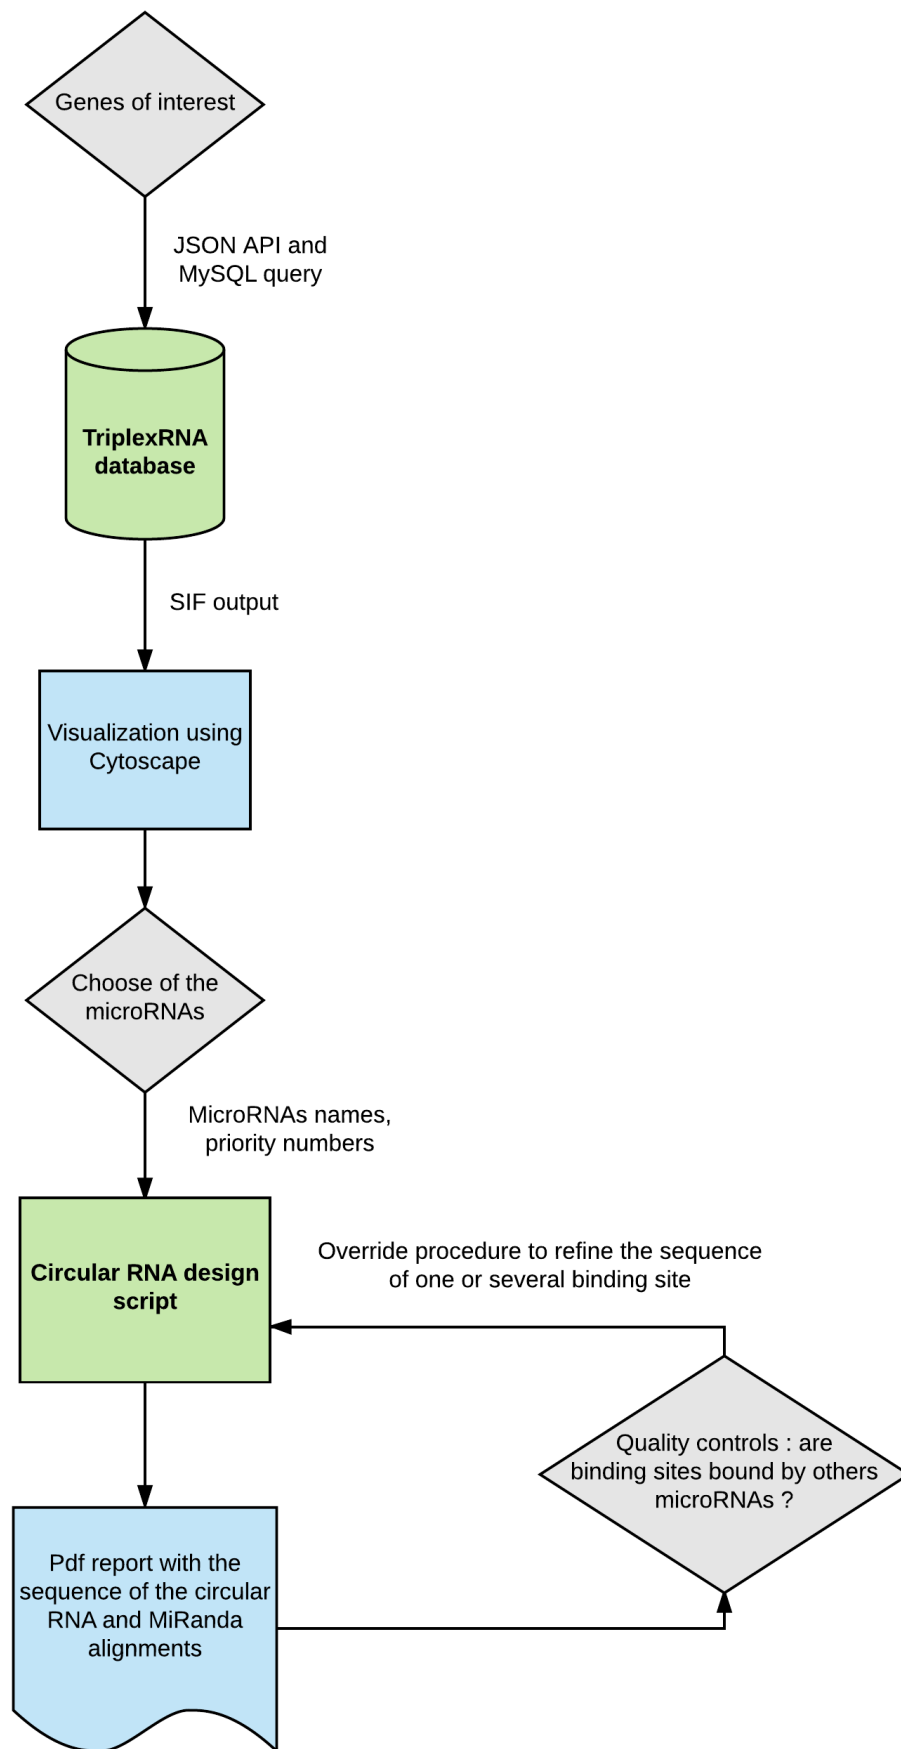 Genes of interest
JSON API and
MySQL query
TriplexRNA
database
SIF output
Visualization using
Cytoscape
Choose of the
microRNAs
MicroRNAs names,
priority numbers
Circular RNA design
script
Override procedure to refine the sequence
of one or several binding site
Quality controls : are
binding sites bound by others
microRNAs ?
Pdf report with the
sequence of the circular
RNA and MiRanda
alignments